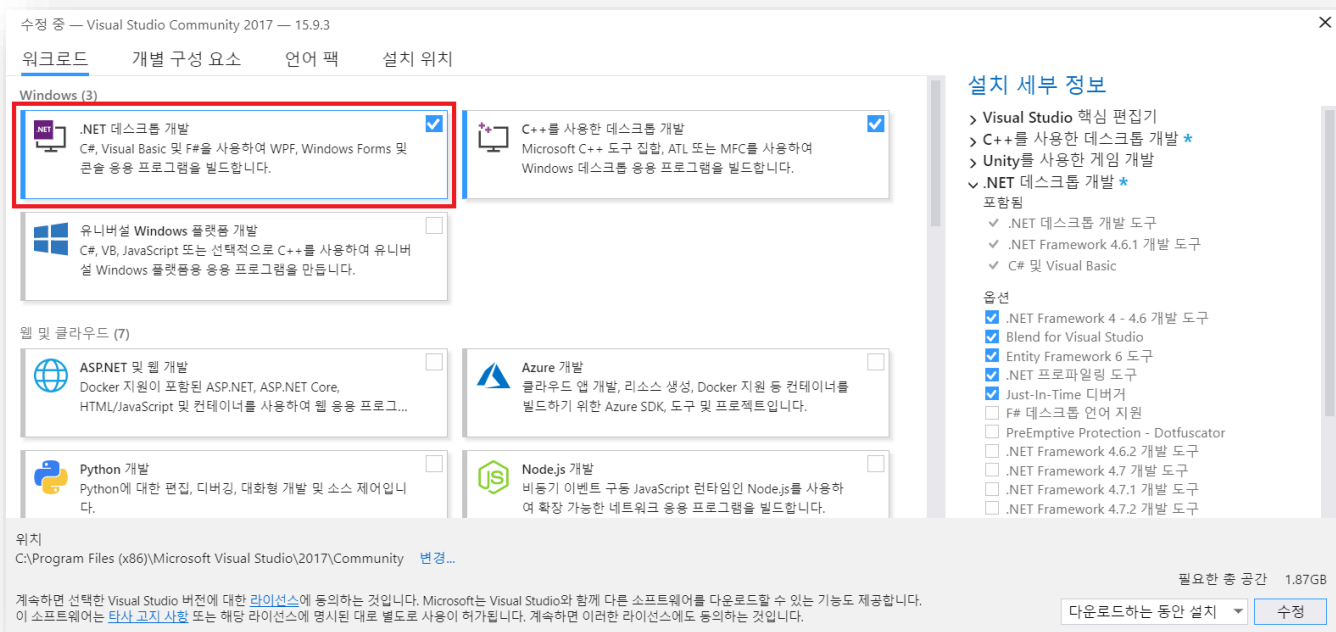 수정 중 — Visual Studio Community 2017 — 15.9.3
워크로드 개별 구성 요소 언어 팩 설치 위치
Windows (3)
.NET
.NET 데스크톱 개발
C#, Visual Basic 및 F#을 사용하여 WPF, Windows Forms 및
콘솔 응용 프로그램을 빌드합니다.
C++를 사용한 데스크톱 개발
Microsoft C++ 도구 집합, ATL 또는 MFC를 사용하여
Windows 데스크톱 응용 프로그램을 빌드합니다.
유니버설 Windows 플랫폼 개발
C#, VB, JavaScript 또는 선택적으로 C++를 사용하여 유니버
설 Windows 플랫폼용 응용 프로그램을 만듭니다.
웹 및 클라우드 (7)
ASP.NET 및 웹 개발
Docker 지원이 포함된 ASP.NET, ASP.NET Core,
HTML/JavaScript 및 컨테이너를 사용하여 웹 응용 프로그...
Azure 개발
클라우드 앱 개발, 리소스 생성, Docker 지원 등 컨테이너를
빌드하기 위한 Azure SDK, 도구 및 프로젝트입니다.
Python 개발
Python에 대한 편집, 디버깅, 대화형 개발 및 소스 제어입니
다.
JS
Node.js 개발
비동기 이벤트 구동 JavaScript 런타임인 Node.js를 사용하
여 확장 가능한 네트워크 응용 프로그램을 빌드합니다.
설치 세부 정보
Visual Studio 핵심 편집기
C++를 사용한 데스크톱 개발 *
Unity를 사용한 게임 개발
.NET 데스크톱 개발 *
포함됨
.NET 데스크톱 개발 도구
.NET Framework 4.6.1 개발 도구
C# 및 Visual Basic
옵션
.NET Framework 4 - 4.6 개발 도구
Blend for Visual Studio
Entity Framework 6 도구
.NET 프로파일링 도구
Just-In-Time 디버거
F# 데스크톱 언어 지원
PreEmptive Protection - Dotfuscator
.NET Framework 4.6.2 개발 도구
.NET Framework 4.7 개발 도구
.NET Framework 4.7.1 개발 도구
.NET Framework 4.7.2 개발 도구
위치
C:\Program Files (x86)\Microsoft Visual Studio\2017\Community 변경...
필요한 총 공간 1.87GB
계속하면 선택한 Visual Studio 버전에 대한 라이선스에 동의하는 것입니다. Microsoft는 Visual Studio와 함께 다른 소프트웨어를 다운로드할 수 있는 기능도 제공합니다.
이 소프트웨어는 타사 고지 사항 또는 해당 라이선스에 명시된 대로 별도로 사용이 허가됩니다. 계속하면 이러한 라이선스에도 동의하는 것입니다.
다운로드하는 동안 설치 수정